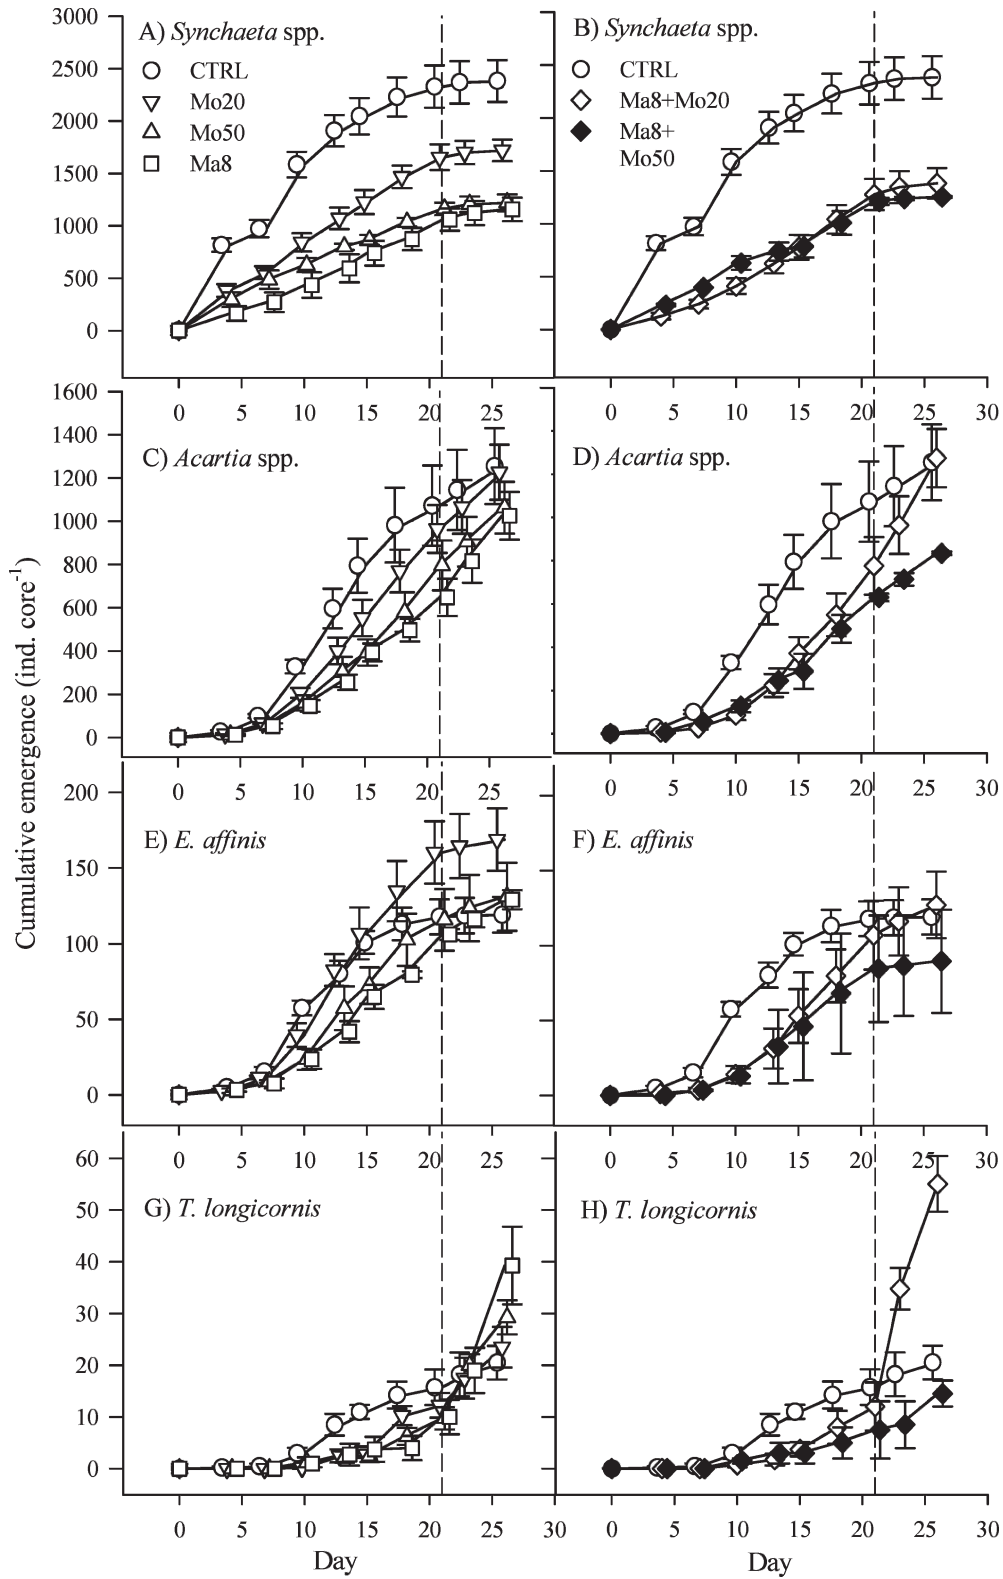 A) Synchaeta spp.
CTRL
Mo20
Mo50
Ma8
3000
2500
2000
1500
1000
500
0
B) Synchaeta spp.
CTRL
Ma8+Mo20
Ma8+
Mo50
0 5 10 15 20 25
0 5 10 15 20 25 30
C) Acartia spp.
1600
1400
1200
1000
800
600
400
200
0
D) Acartia spp.
0 5 10 15 20 25
0 5 10 15 20 25 30
Cumulative emergence (ind. core-1)
E) E. affinis
200
150
100
50
0
F) E. affinis
0 5 10 15 20 25
0 5 10 15 20 25 30
G) T. longicornis
60
50
40
30
20
10
0
H) T. longicornis
0 5 10 15 20 25 30
0 5 10 15 20 25 30
Day
Day